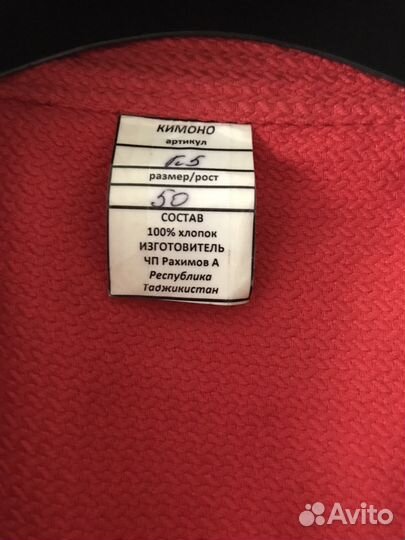 КИМОНО
артикул
размер/рост
50
СОСТАВ
100% хлопок
ИЗГОТОВИТЕЛЬ
ЧП Рахимов А
Республика
Таджикистан
Avito